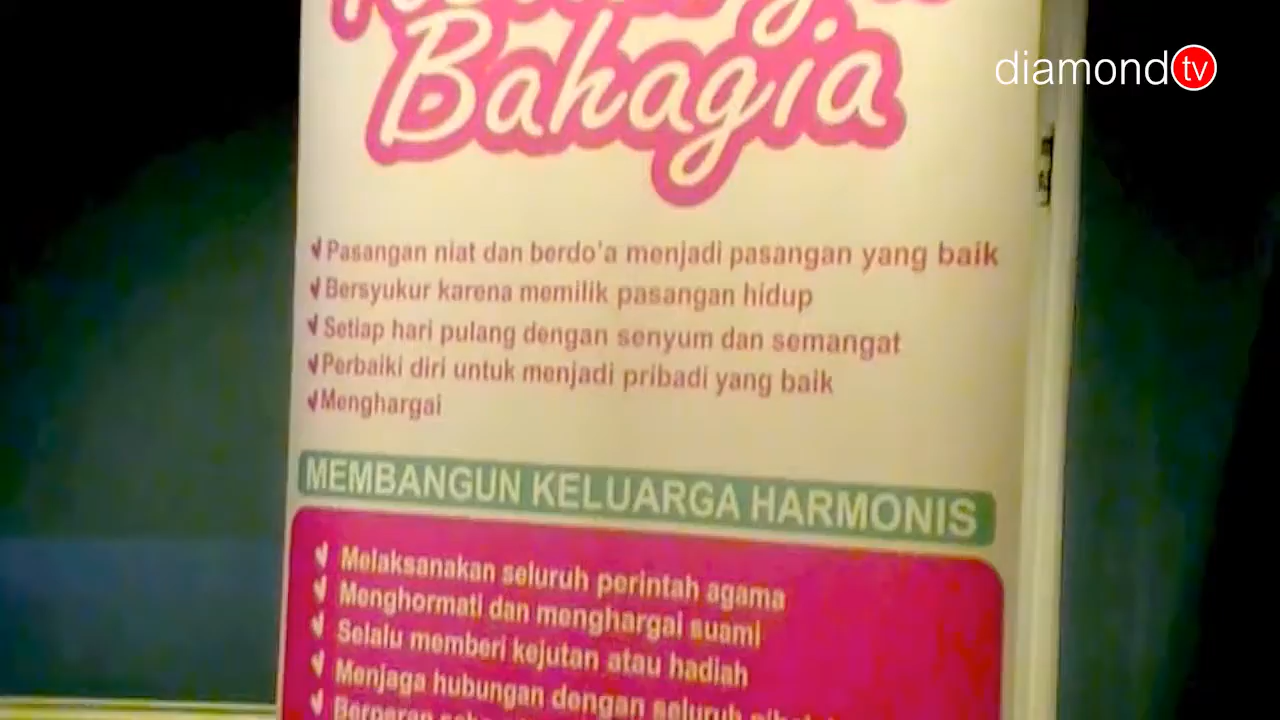 Bahagia
diamond tv
Pasangan niat dan berdo'a menjadi pasangan yang baik
Bersyukur karena memilik pasangan hidup
Setiap hari pulang dengan senyum dan semangat
Perbaiki diri untuk menjadi pribadi yang baik
Menghargai
MEMBANGUN KELUARGA HARMONIS
Melaksanakan seluruh perintah agama
Menghormati dan menghargai suami
Selalu memberi kejutan atau hadiah
Menjaga hubungan dengan seluruh